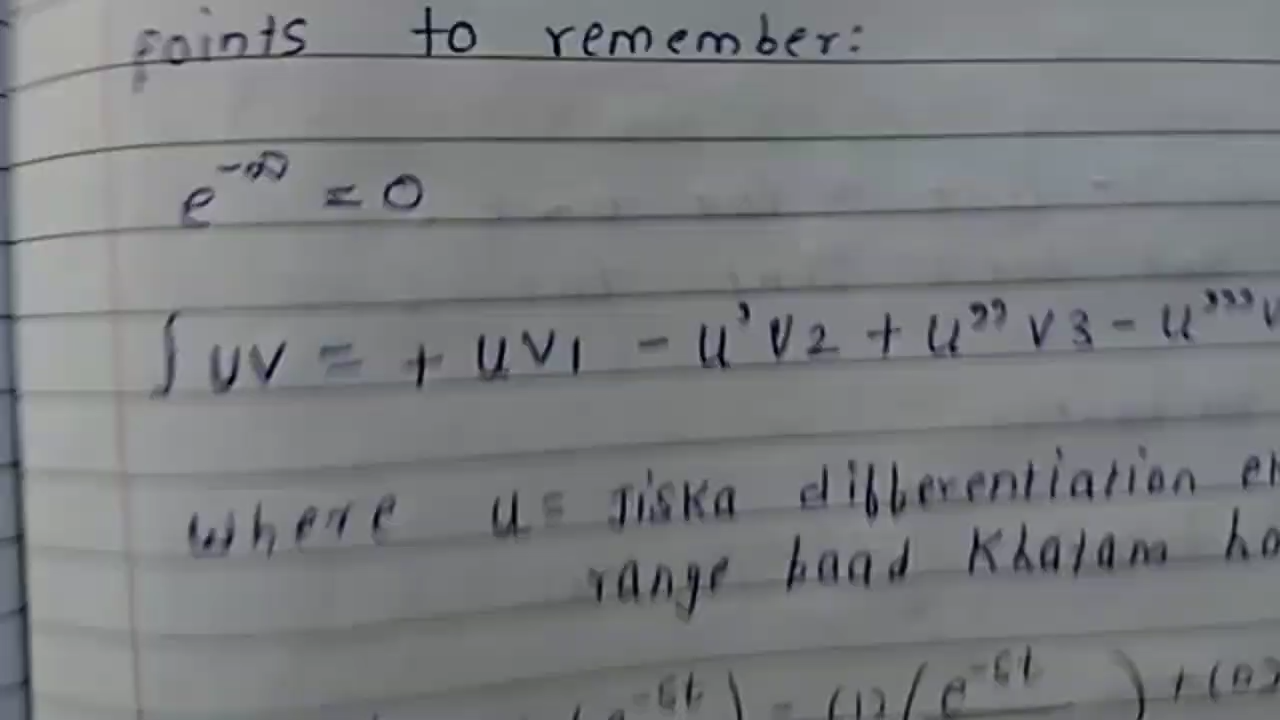 points to remember:
e^-∞ = 0
∫ uv = + uv1 - u'v2 + u''v3 - u'''v
where u = Jiska differentiation
range baad Khatam